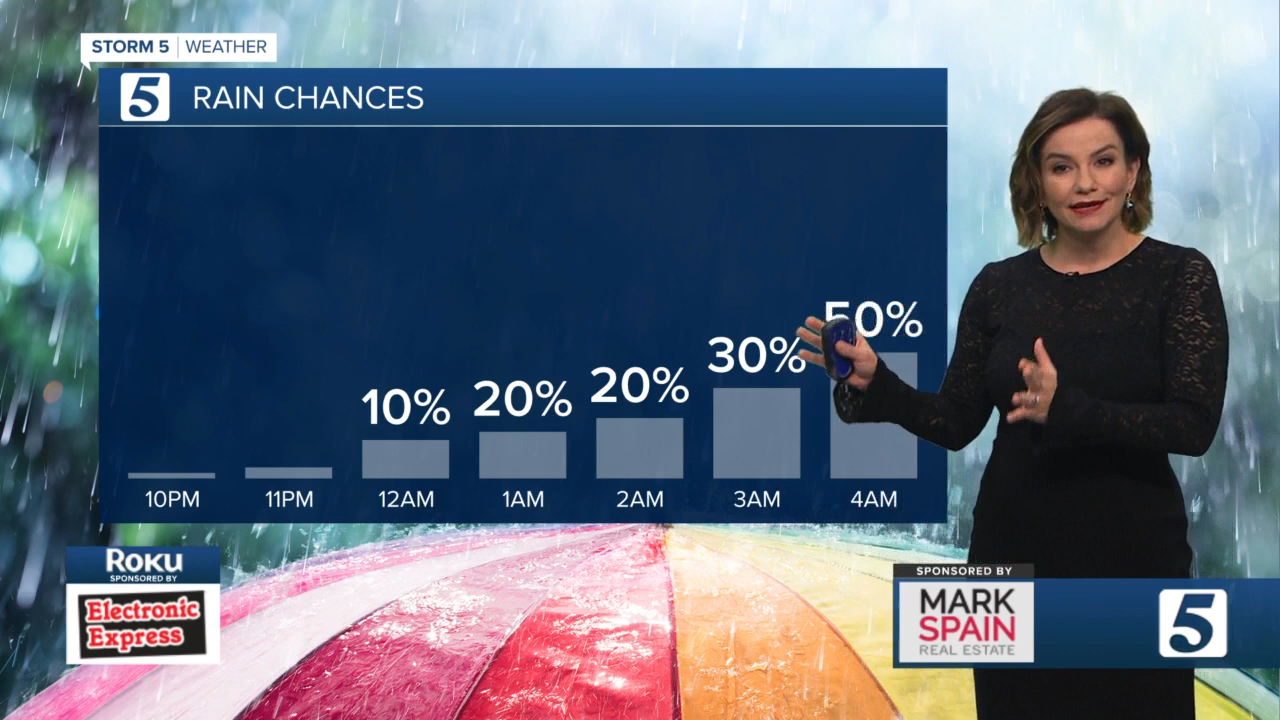 STORM 5 | WEATHER
5 RAIN CHANCES
10% 20% 20% 30% 50%
10PM 11PM 12AM 1AM 2AM 3AM 4AM
ROKU
SPONSORED BY
Electronic
Express
SPONSORED BY
MARK
SPAIN
REAL ESTATE
5